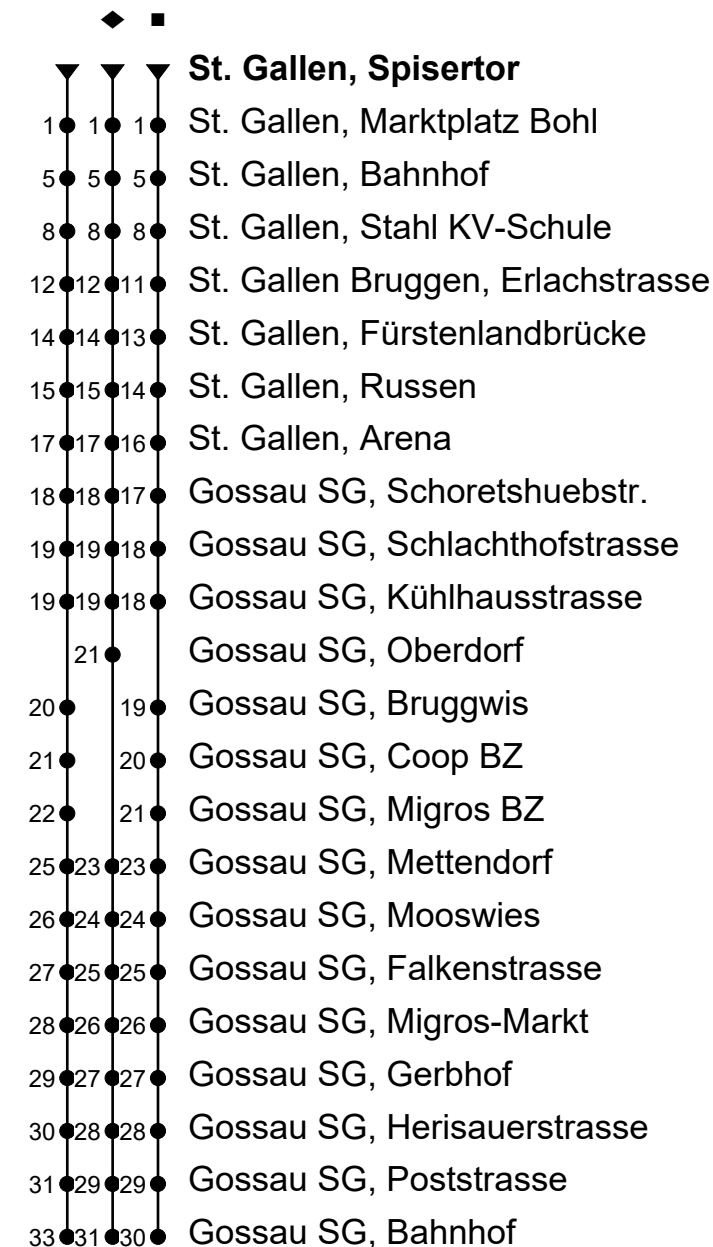 ◆ ■
St. Gallen, Spisertor
1 1 1 St. Gallen, Marktplatz Bohl
5 5 5 St. Gallen, Bahnhof
8 8 8 St. Gallen, Stahl KV-Schule
12 12 11 St. Gallen Bruggen, Erlachstrasse
14 14 13 St. Gallen, Fürstenlandbrücke
15 15 14 St. Gallen, Russen
17 17 16 St. Gallen, Arena
18 18 17 Gossau SG, Schoretshuebstr.
19 19 18 Gossau SG, Schlachthofstrasse
19 19 18 Gossau SG, Kühlhausstrasse
21 Gossau SG, Oberdorf
20 19 Gossau SG, Bruggwis
21 20 Gossau SG, Coop BZ
22 21 Gossau SG, Migros BZ
25 23 23 Gossau SG, Mettendorf
26 24 24 Gossau SG, Mooswies
27 25 25 Gossau SG, Falkenstrasse
28 26 26 Gossau SG, Migros-Markt
29 27 27 Gossau SG, Gerbhof
30 28 28 Gossau SG, Herisauerstrasse
31 29 29 Gossau SG, Poststrasse
33 31 30 Gossau SG, Bahnhof